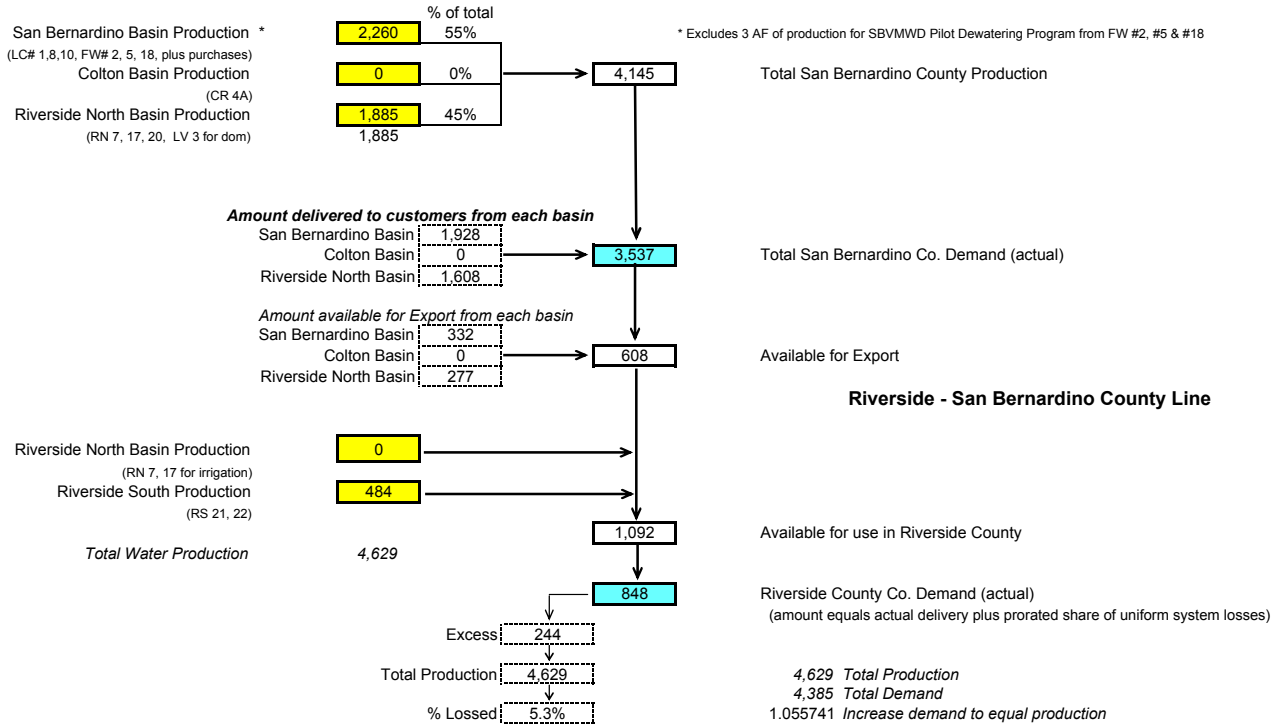 % of total
San Bernardino Basin Production * 2,260 55% * Excludes 3 AF of production for SBVMWD Pilot Dewatering Program from FW #2, #5 & #18
(LC# 1,8,10, FW# 2, 5, 18, plus purchases)
Colton Basin Production 0 0% 4,145 Total San Bernardino County Production
(CR 4A)
Riverside North Basin Production 1,885 45%
(RN 7, 17, 20, LV 3 for dom) 1,885
Amount delivered to customers from each basin
San Bernardino Basin 1,928
Colton Basin 0 3,537 Total San Bernardino Co. Demand (actual)
Riverside North Basin 1,608
Amount available for Export from each basin
San Bernardino Basin 332
Colton Basin 0 608 Available for Export
Riverside North Basin 277
Riverside - San Bernardino County Line
Riverside North Basin Production 0
(RN 7, 17 for irrigation)
Riverside South Production 484
(RS 21, 22)
1,092 Available for use in Riverside County
Total Water Production 4,629
848 Riverside County Co. Demand (actual)
(amount equals actual delivery plus prorated share of uniform system losses)
Excess 244
Total Production 4,629 4,629 Total Production
4,385 Total Demand
% Lossed 5.3% 1.055741 Increase demand to equal production